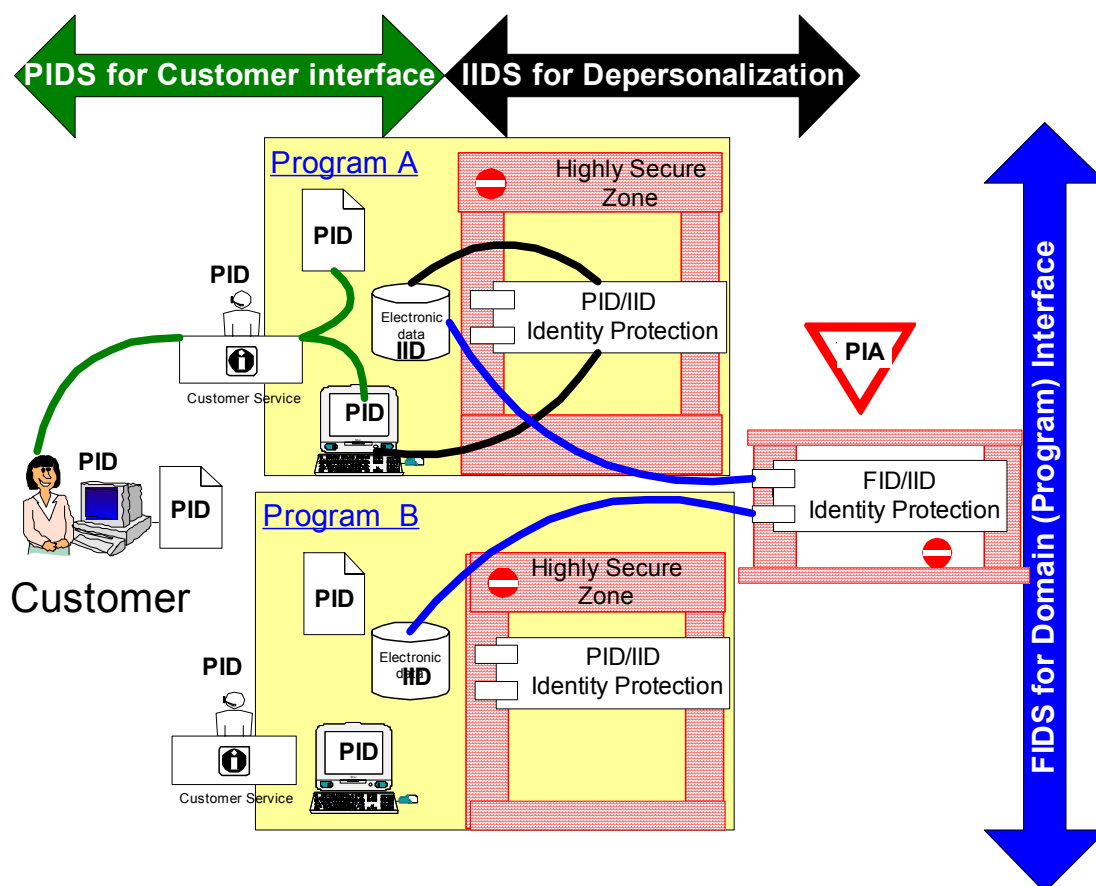 PIDS for Customer interface
IIDS for Depersonalization
Program A
Highly Secure
Zone
PID
PID
Electronic
data
IID
PID/IID
Identity Protection
Customer Service
PID
PIA
PID
PID
Customer
FID/IID
Identity Protection
FIDS for Domain (Program) Interface
Program B
Highly Secure
Zone
PID
Electronic
data
IID
PID/IID
Identity Protection
PID
PID
Customer Service